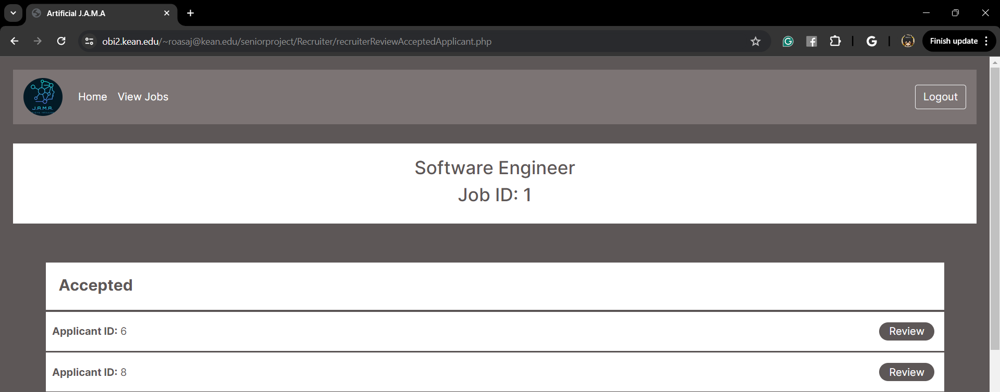 Artificial J.A.M.A
obi2.kean.edu/~roasaj@kean.edu/seniorproject/Recruiter/recruiterReviewAcceptedApplicant.php
Finish update
J.A.M.A.
Home View Jobs
Logout
Software Engineer
Job ID: 1
Accepted
Applicant ID: 6
Review
Applicant ID: 8
Review